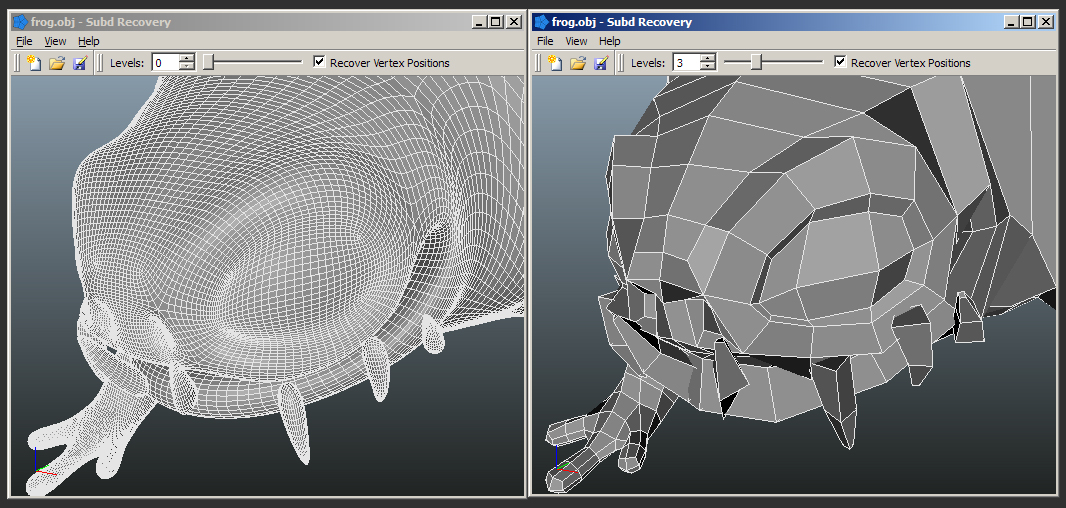 frog.obj - Subd Recovery
File View Help
Levels: 0 Recover Vertex Positions
frog.obj - Subd Recovery
File View Help
Levels: 3 Recover Vertex Positions